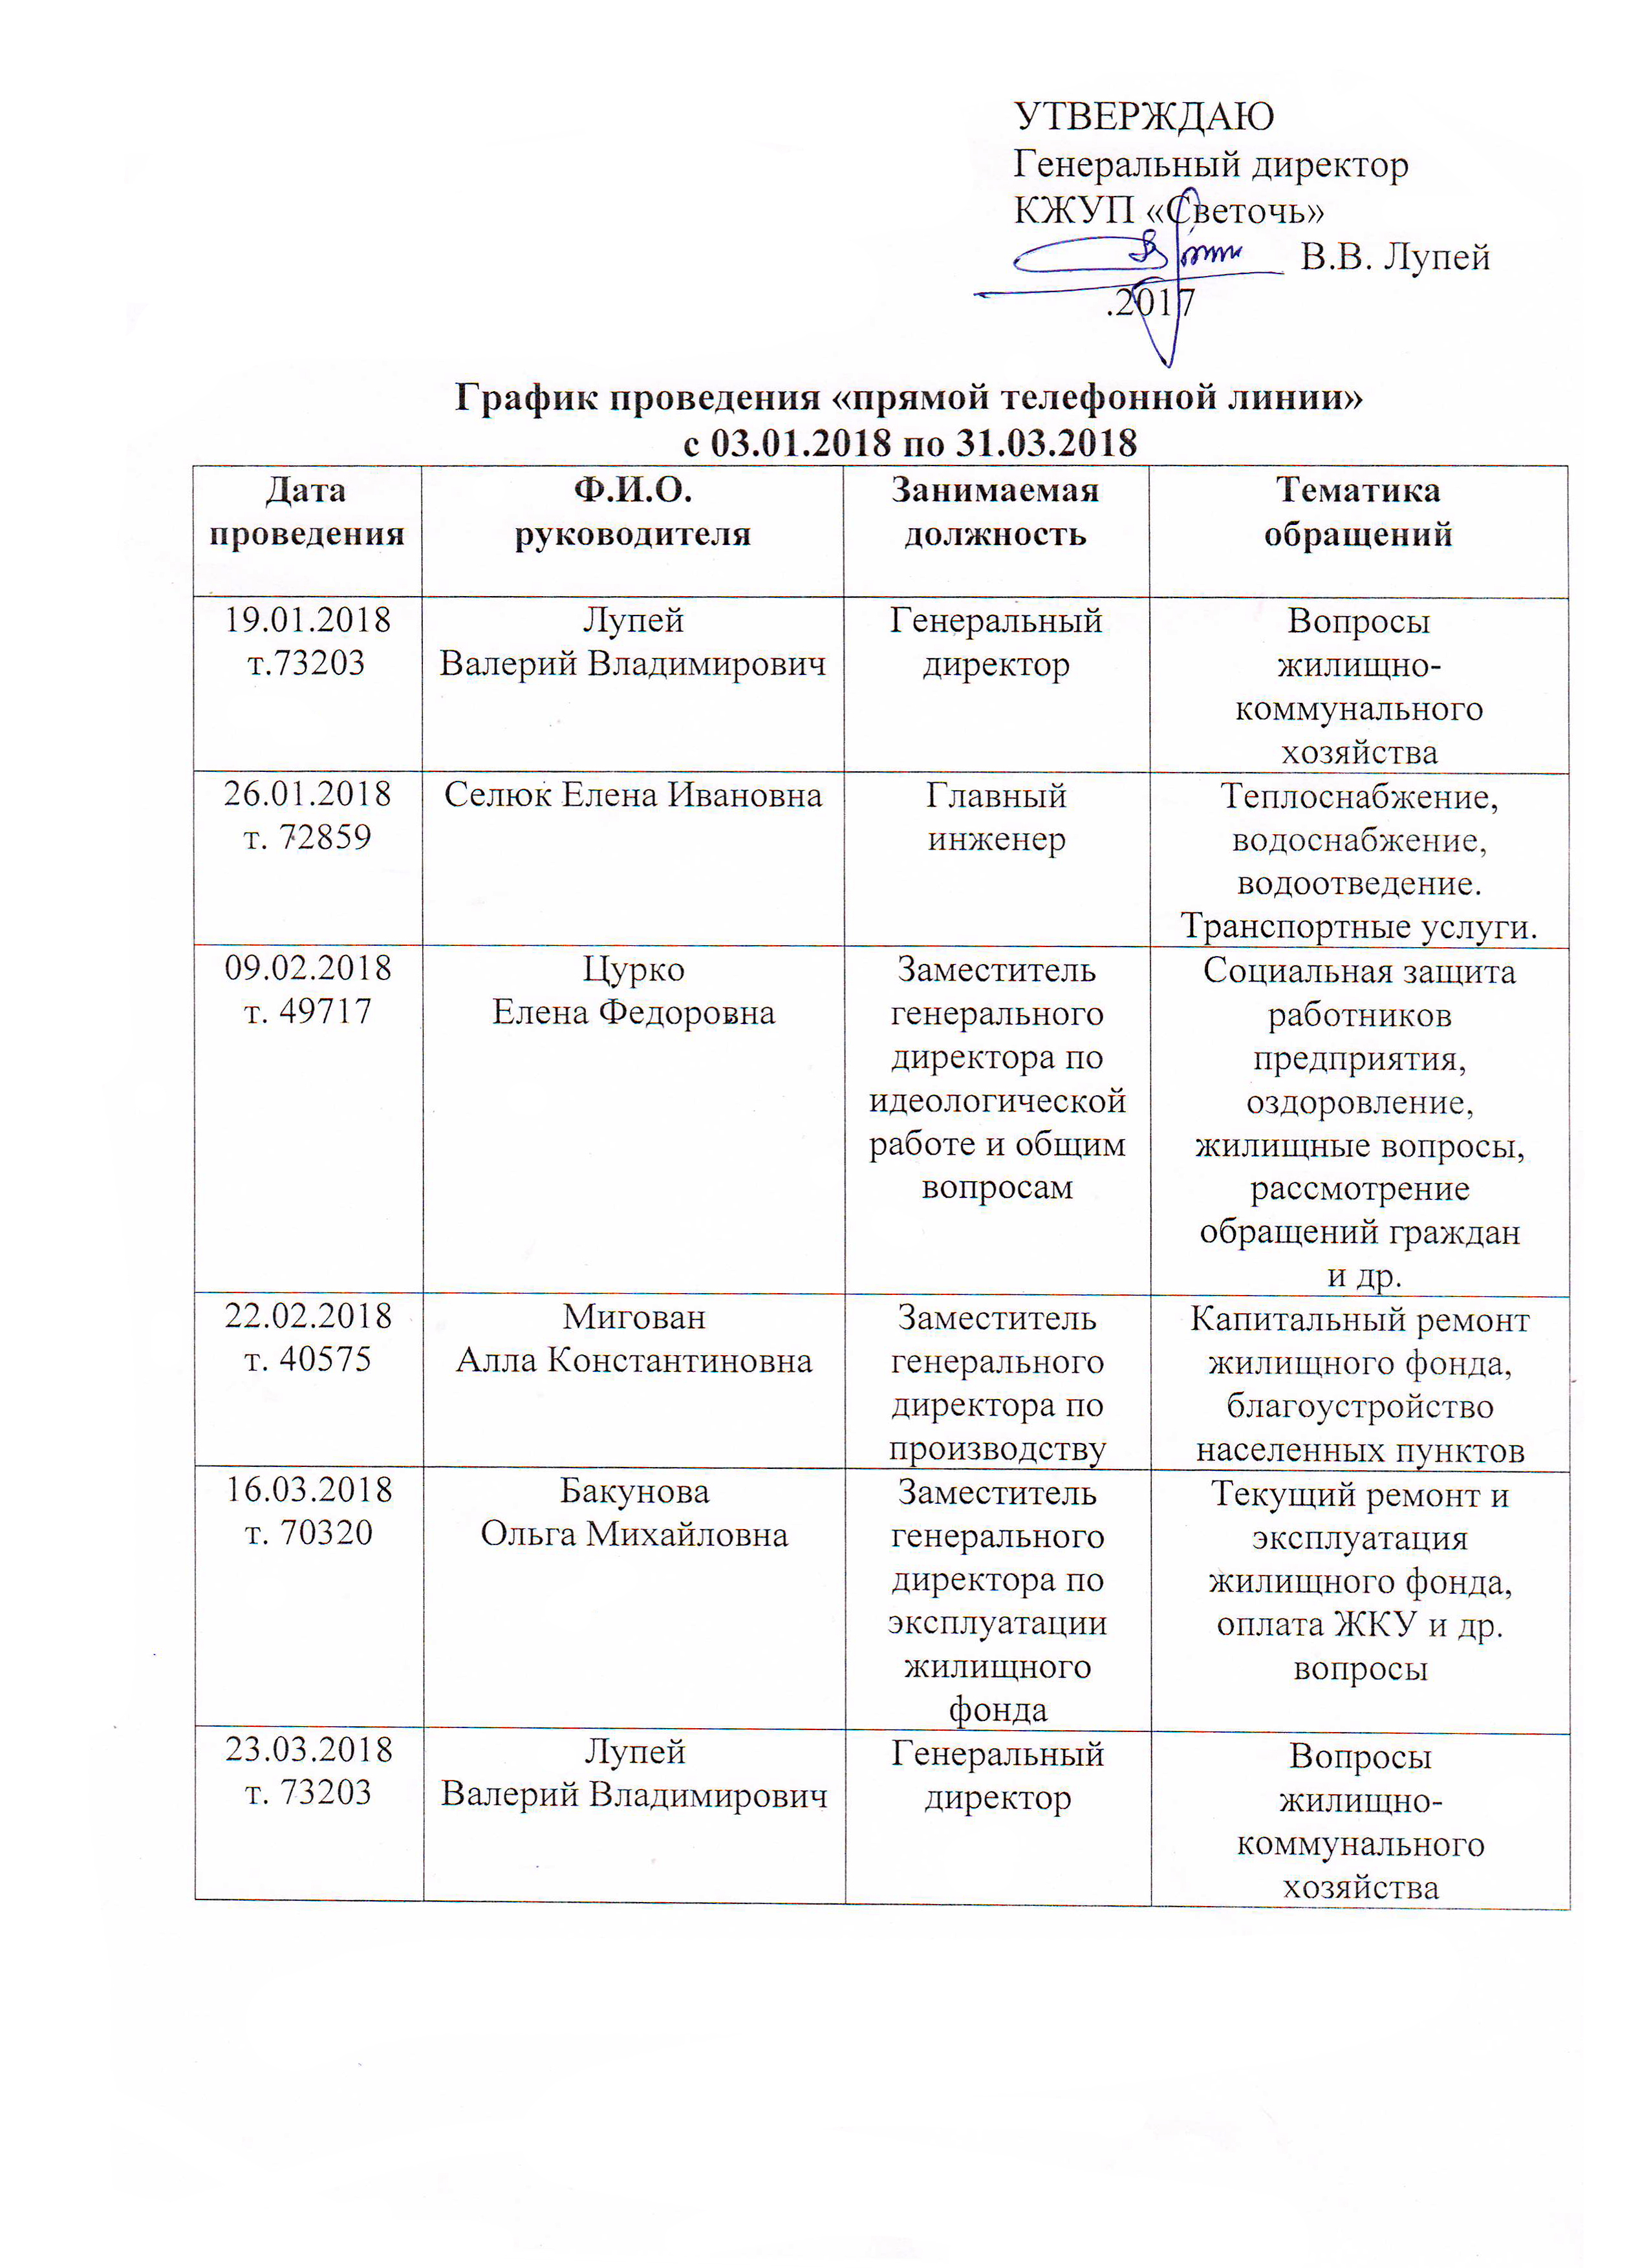 УТВЕРЖДАЮ
Генеральный директор
КЖУП «Светочь»
В.В. Лупей
.2017
График проведения «прямой телефонной линии»
с 03.01.2018 по 31.03.2018
Дата
проведения
Ф.И.О.
руководителя
Занимаемая
должность
Тематика
обращений
19.01.2018
т.73203
Лупей
Валерий Владимирович
Генеральный
директор
Вопросы
жилищно-
коммунального
хозяйства
26.01.2018
т. 72859
Селюк Елена Ивановна
Главный
инженер
Теплоснабжение,
водоснабжение,
водоотведение.
Транспортные услуги.
09.02.2018
т. 49717
Цурко
Елена Федоровна
Заместитель
генерального
директора по
идеологической
работе и общим
вопросам
Социальная защита
работников
предприятия,
оздоровление,
жилищные вопросы,
рассмотрение
обращений граждан
и др.
22.02.2018
т. 40575
Мигован
Алла Константиновна
Заместитель
генерального
директора по
производству
Капитальный ремонт
жилищного фонда,
благоустройство
населенных пунктов
16.03.2018
т. 70320
Бакунова
Ольга Михайловна
Заместитель
генерального
директора по
эксплуатации
жилищного
фонда
Текущий ремонт и
эксплуатация
жилищного фонда,
оплата ЖКУ и др.
вопросы
23.03.2018
т. 73203
Лупей
Валерий Владимирович
Генеральный
директор
Вопросы
жилищно-
коммунального
хозяйства